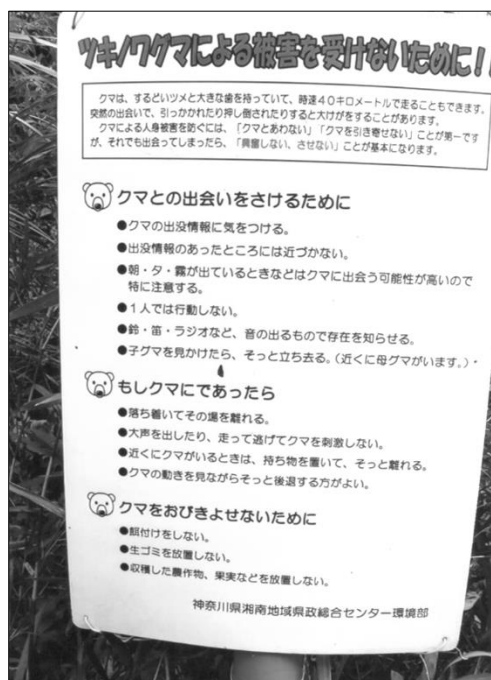 ツキノワグマによる被害を受けないために!!
クマは、するどいツメと大きな歯を持っていて、時速40キロメートルで走ることもできます。
突然の出会いで、引っかかれたり押し倒されたりすると大けがをすることがあります。
クマによる人身被害を防ぐには、「クマとあわない」「クマを引き寄せない」ことが第一です
が、それでも出会ってしまったら、「興奮しない、させない」ことが基本になります。
クマとの出会いをさけるために
●クマの出没情報に気をつける。
●出没情報のあったところには近づかない。
●朝・夕・霧が出ているときなどはクマに出会う可能性が高いので
特に注意する。
●1人では行動しない。
●鈴・笛・ラジオなど、音の出るもので存在を知らせる。
●子グマを見かけたら、そっと立ち去る。(近くに母グマがいます。)
もしクマにであったら
●落ち着いてその場を離れる。
●大声を出したり、走って逃げてクマを刺激しない。
●近くにクマがいるときは、持ち物を置いて、そっと離れる。
●クマの動きを見ながらそっと後退する方がよい。
クマをおびきよせないために
●餌付けをしない。
●生ゴミを放置しない。
●収穫した農作物、果実などを放置しない。
神奈川県湘南地域県政総合センター環境部